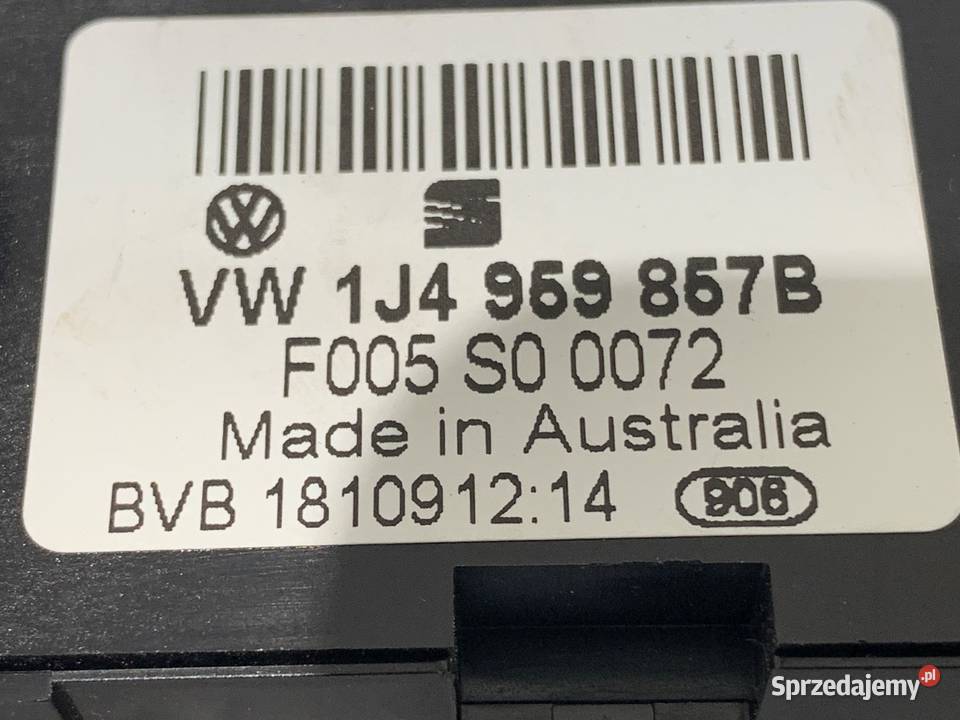 VW 1J4 959 857B
F005 S0 0072
Made in Australia
BVB 1810912:14 906
Sprzedajemy.pl